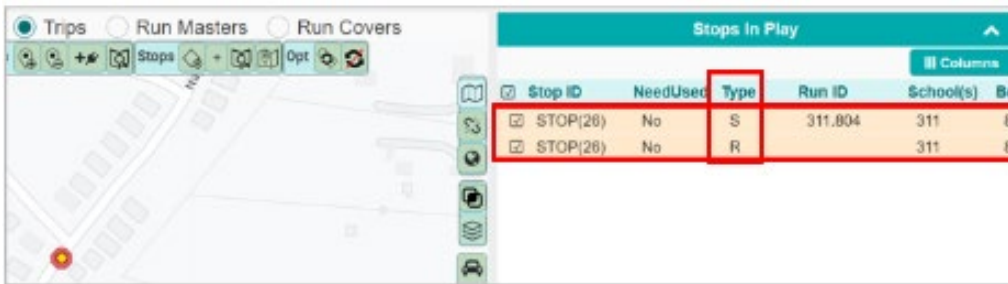 Trips Run Masters Run Covers
Stops Opt
Na
Stops In Play
Columns
Stop ID NeedUsed Type Run ID School(s)
STOP(26) No S 311.804 311
STOP(26) No R 311